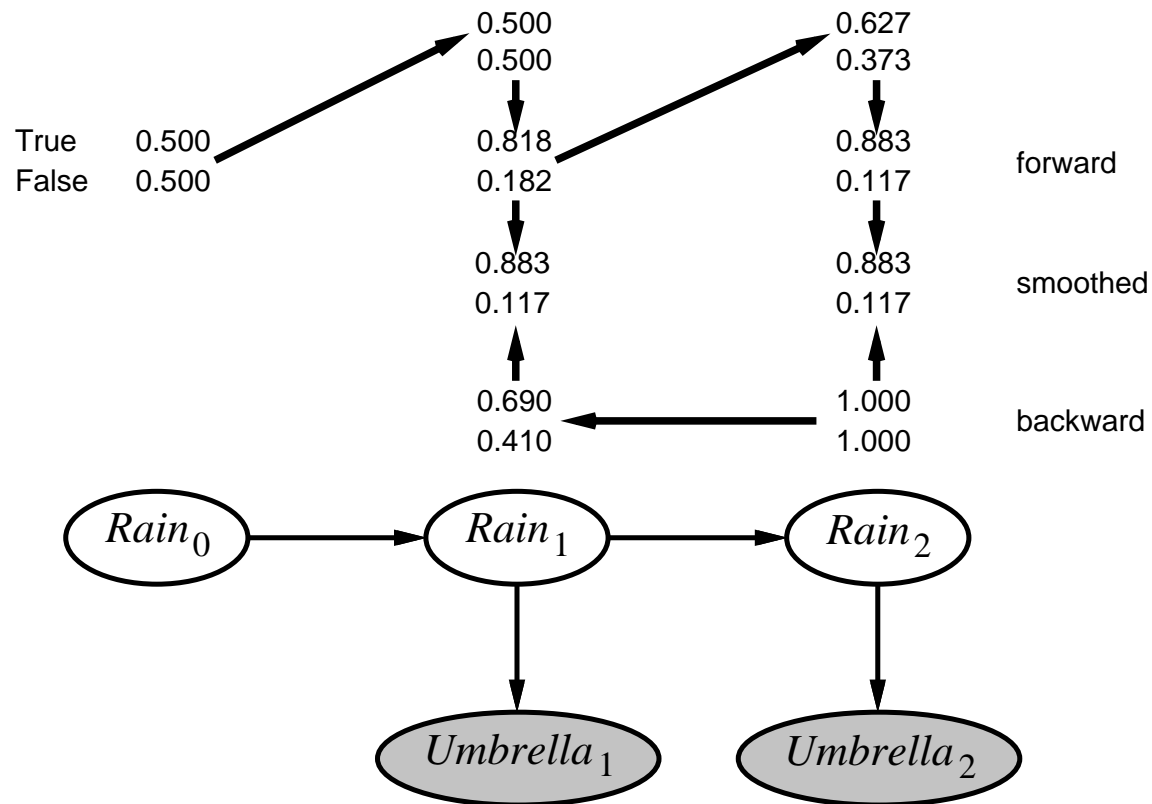 0.500 0.627
0.500 0.373
True 0.500 0.818 0.883
False 0.500 0.182 0.117 forward
0.883 0.883
0.117 0.117 smoothed
0.690 1.000
0.410 1.000 backward
Rain0 Rain1 Rain2
Umbrella1 Umbrella2